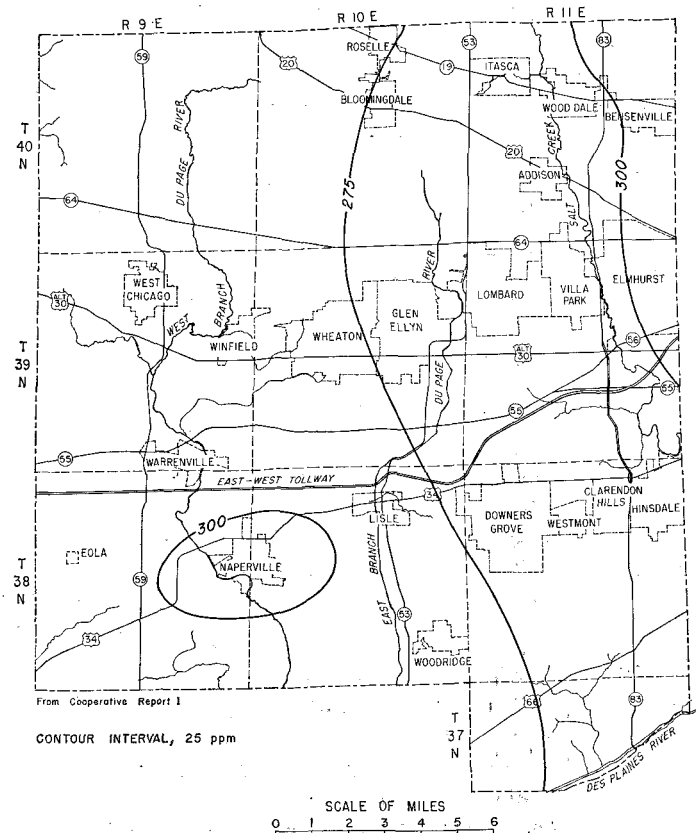 R 9 E R 10 E R 11 E
59
20
ROSELLE
53
83
19
ITASCA
BLOOMINGDALE
WOOD DALE
BENSENVILLE
T
40
N
DU PAGE RIVER
275
20
ADDISON
CREEK
SALT
300
64
64
WEST CHICAGO
ALT 30
WEST BRANCH
WINFIELD
WHEATON
GLEN ELLYN
RIVER
DU PAGE
LOMBARD
VILLA PARK
ELMHURST
T
39
N
ALT 30
56
55
55
55
WARRENVILLE
EAST-WEST TOLLWAY
34
LISLE
DOWNERS GROVE
WESTMONT
CLARENDON HILLS
HINSDALE
300
NAPERVILLE
EOLA
T
38
N
59
EAST BRANCH
53
34
WOODRIDGE
66
83
From Cooperative Report 1
T
37
N
CONTOUR INTERVAL, 25 ppm
DES PLAINES RIVER
SCALE OF MILES
0 1 2 3 4 5 6